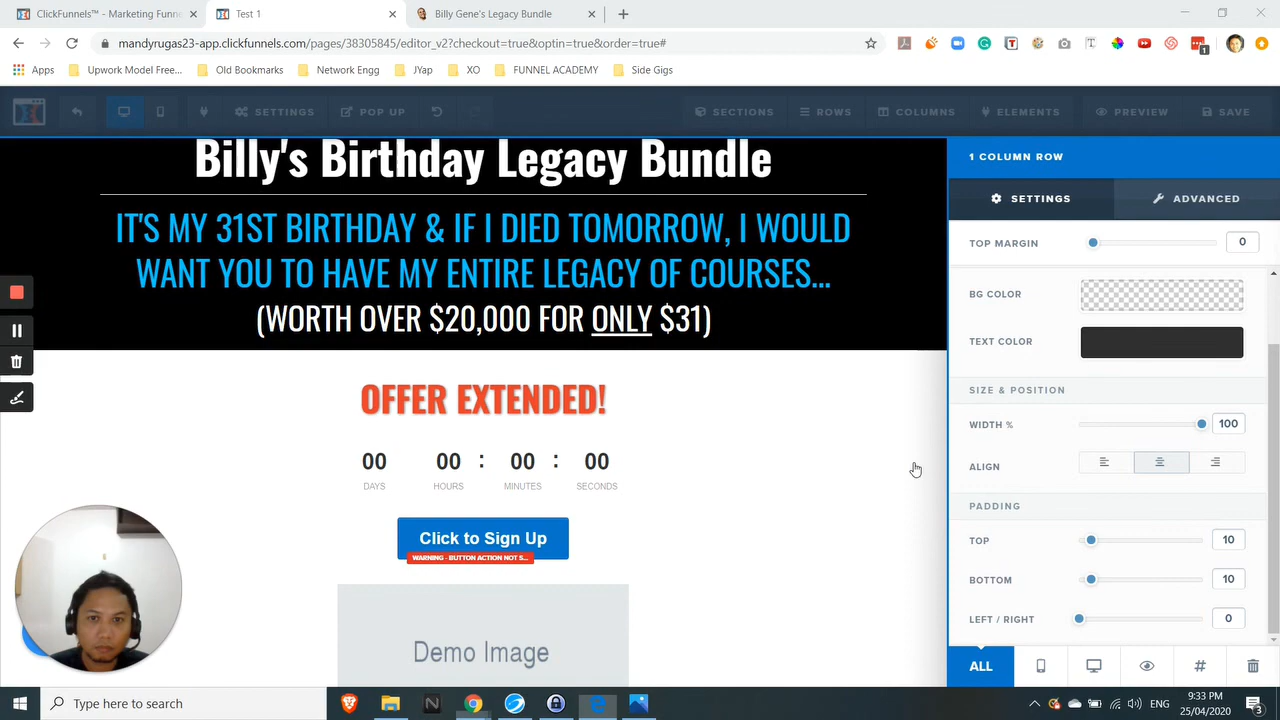 ClickFunnels™ - Marketing Funne
Test 1
Billy Gene's Legacy Bundle
mandyrugas23-app.clickfunnels.com/pages/38305845/editor_v2?checkout=true&optin=true&order=true#
Apps
Upwork Model Free...
Old Bookmarks
Network Engg
JYap
XO
FUNNEL ACADEMY
Side Gigs
SETTINGS
POP UP
SECTIONS
ROWS
COLUMNS
ELEMENTS
PREVIEW
SAVE
Billy's Birthday Legacy Bundle
IT'S MY 31ST BIRTHDAY & IF I DIED TOMORROW, I WOULD
WANT YOU TO HAVE MY ENTIRE LEGACY OF COURSES...
(WORTH OVER $20,000 FOR ONLY $31)
OFFER EXTENDED!
00 00 : 00 : 00
DAYS HOURS MINUTES SECONDS
Click to Sign Up
WARNING - BUTTON ACTION NOT S...
Demo Image
1 COLUMN ROW
SETTINGS
ADVANCED
TOP MARGIN 0
BG COLOR
TEXT COLOR
SIZE & POSITION
WIDTH % 100
ALIGN
PADDING
TOP 10
BOTTOM 10
LEFT / RIGHT 0
ALL
#
Type here to search
ENG
9:33 PM
25/04/2020
3